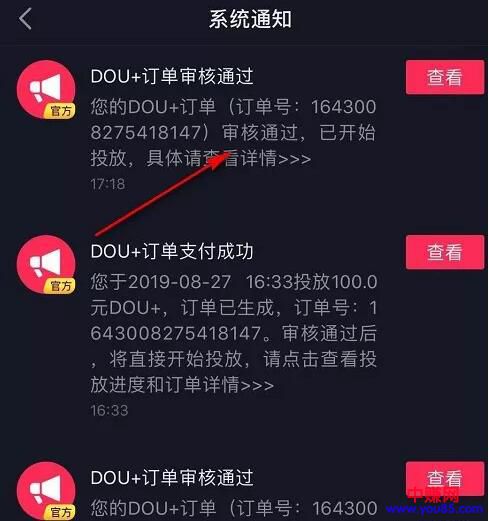 系统通知
DOU+订单审核通过
查看
官方
您的DOU+订单（订单号：164300
8275418147）审核通过，已开始
投放，具体请查看详情>>>
17:18
DOU+订单支付成功
查看
官方
您于2019-08-27 16:33投放100.0
元DOU+，订单已生成，订单号：1
643008275418147。审核通过后
，将直接开始投放，请点击查看投
放进度和订单详情>>>
16:33
DOU+订单审核通过
查看
官方
您的DOU+订单（订单号：164300
中赚网
www.you85.com